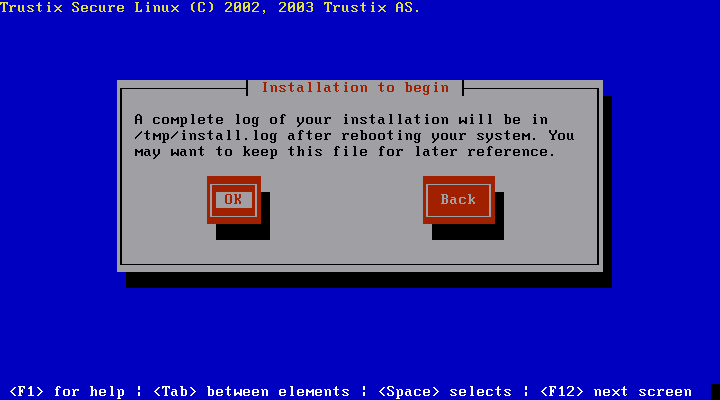 Trustix Secure Linux (C) 2002, 2003 Trustix AS.
Installation to begin
A complete log of your installation will be in
/tmp/install.log after rebooting your system. You
may want to keep this file for later reference.
OK Back
<F1> for help ¦ <Tab> between elements ¦ <Space> selects ¦ <F12> next screen